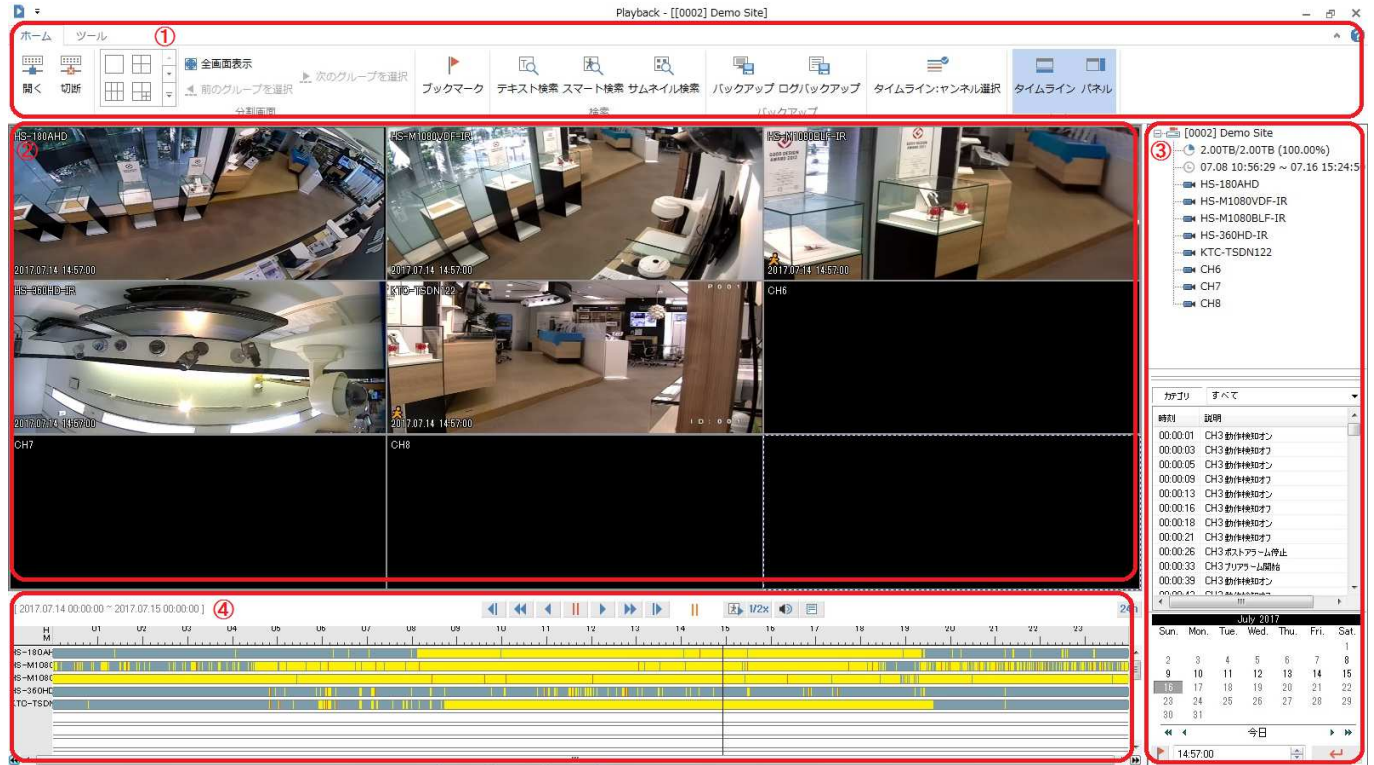 Playback - [[0002] Demo Site]
ホーム ツール ①
開く 切断 全画面表示 前のグループを選択 次のグループを選択 ブックマーク テキスト検索 スマート検索 サムネイル検索 バックアップ ログバックアップ タイムライン:ャンネル選択 タイムライン パネル
分割画面 検索 バックアップ
②
HS-180AHD
2017.07.14 14:57:00
HS-M1080VDF-IR
2017.07.14 14:57:00
HS-M1080BLF-IR
GOOD DESIGN
AWARD 2013
2017.07.14 14:57:00
HS-360HD-IR
2017.07.14 14:57:00
KTC-TSDN122
P001
2017.07.14 14:57:00
ID:001
CH6
CH7
CH8
③
[0002] Demo Site
2.00TB/2.00TB (100.00%)
07.08 10:56:29 ~ 07.16 15:24:5
HS-180AHD
HS-M1080VDF-IR
HS-M1080BLF-IR
HS-360HD-IR
KTC-TSDN122
CH6
CH7
CH8
カテゴリ すべて
時刻 説明
00:00:01 CH3 動作検知オン
00:00:03 CH3 動作検知オフ
00:00:05 CH3 動作検知オン
00:00:09 CH3 動作検知オフ
00:00:13 CH3 動作検知オン
00:00:16 CH3 動作検知オフ
00:00:18 CH3 動作検知オン
00:00:21 CH3 動作検知オフ
00:00:26 CH3 ポストアラーム停止
00:00:33 CH3 プリアラーム開始
00:00:39 CH3 動作検知オン
July 2017
Sun. Mon. Tue. Wed. Thu. Fri. Sat.
1
2 3 4 5 6 7 8
9 10 11 12 13 14 15
16 17 18 19 20 21 22
23 24 25 26 27 28 29
30 31
今日
14:57:00
[ 2017.07.14 00:00:00 ~ 2017.07.15 00:00:00 ] ④ 1/2x 24h
H 01 02 03 04 05 06 07 08 09 10 11 12 13 14 15 16 17 18 19 20 21 22 23
M
HS-180AH
HS-M1080
HS-M1080
HS-360HD
KTC-TSDN